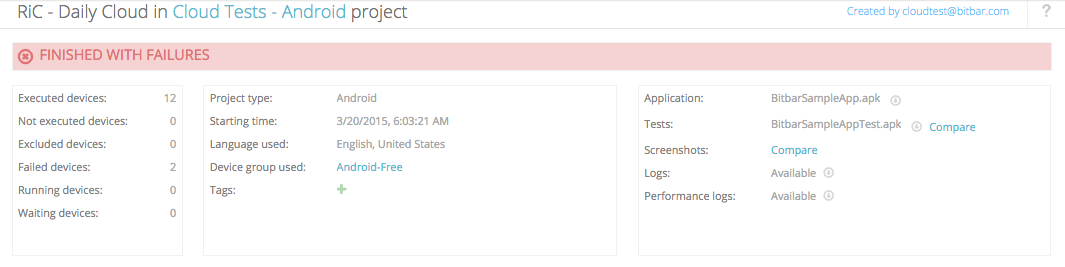 RiC - Daily Cloud in Cloud Tests - Android project
Created by cloudtest@bitbar.com
?
FINISHED WITH FAILURES
Executed devices: 12
Not executed devices: 0
Excluded devices: 0
Failed devices: 2
Running devices: 0
Waiting devices: 0
Project type: Android
Starting time: 3/20/2015, 6:03:21 AM
Language used: English, United States
Device group used: Android-Free
Tags:
Application: BitbarSampleApp.apk
Tests: BitbarSampleAppTest.apk Compare
Screenshots: Compare
Logs: Available
Performance logs: Available